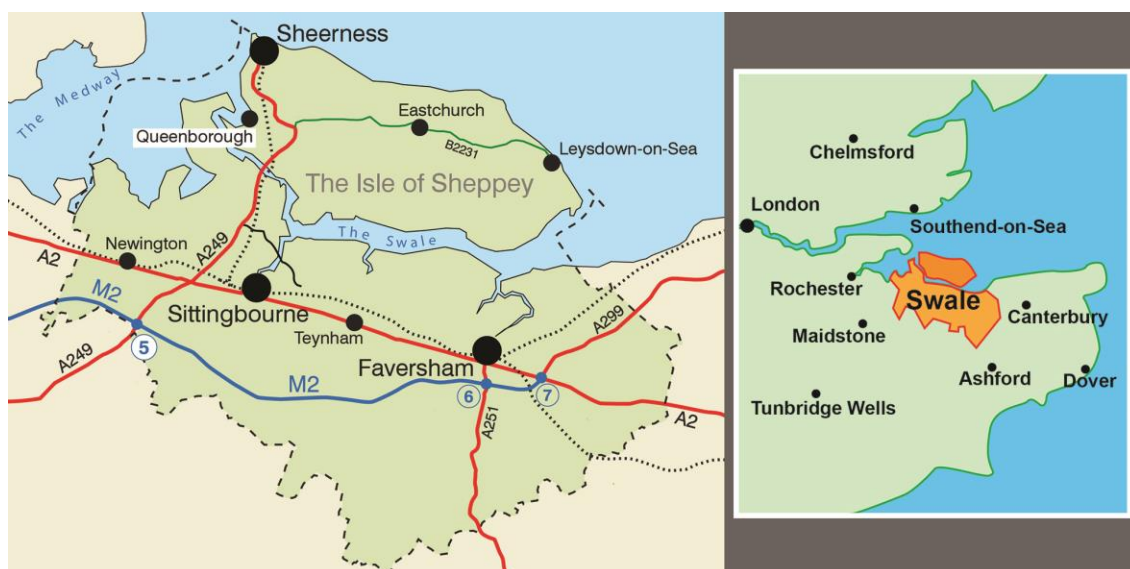 Sheerness
The Medway
Eastchurch
Queenborough
B2231
Leysdown-on-Sea
The Isle of Sheppey
The Swale
Newington
A249
A2
M2
Sittingbourne
A299
Teynham
5
Faversham
A249
M2
6
7
A251
A2
Chelmsford
London
Southend-on-Sea
Rochester
Swale
Canterbury
Maidstone
Ashford
Dover
Tunbridge Wells